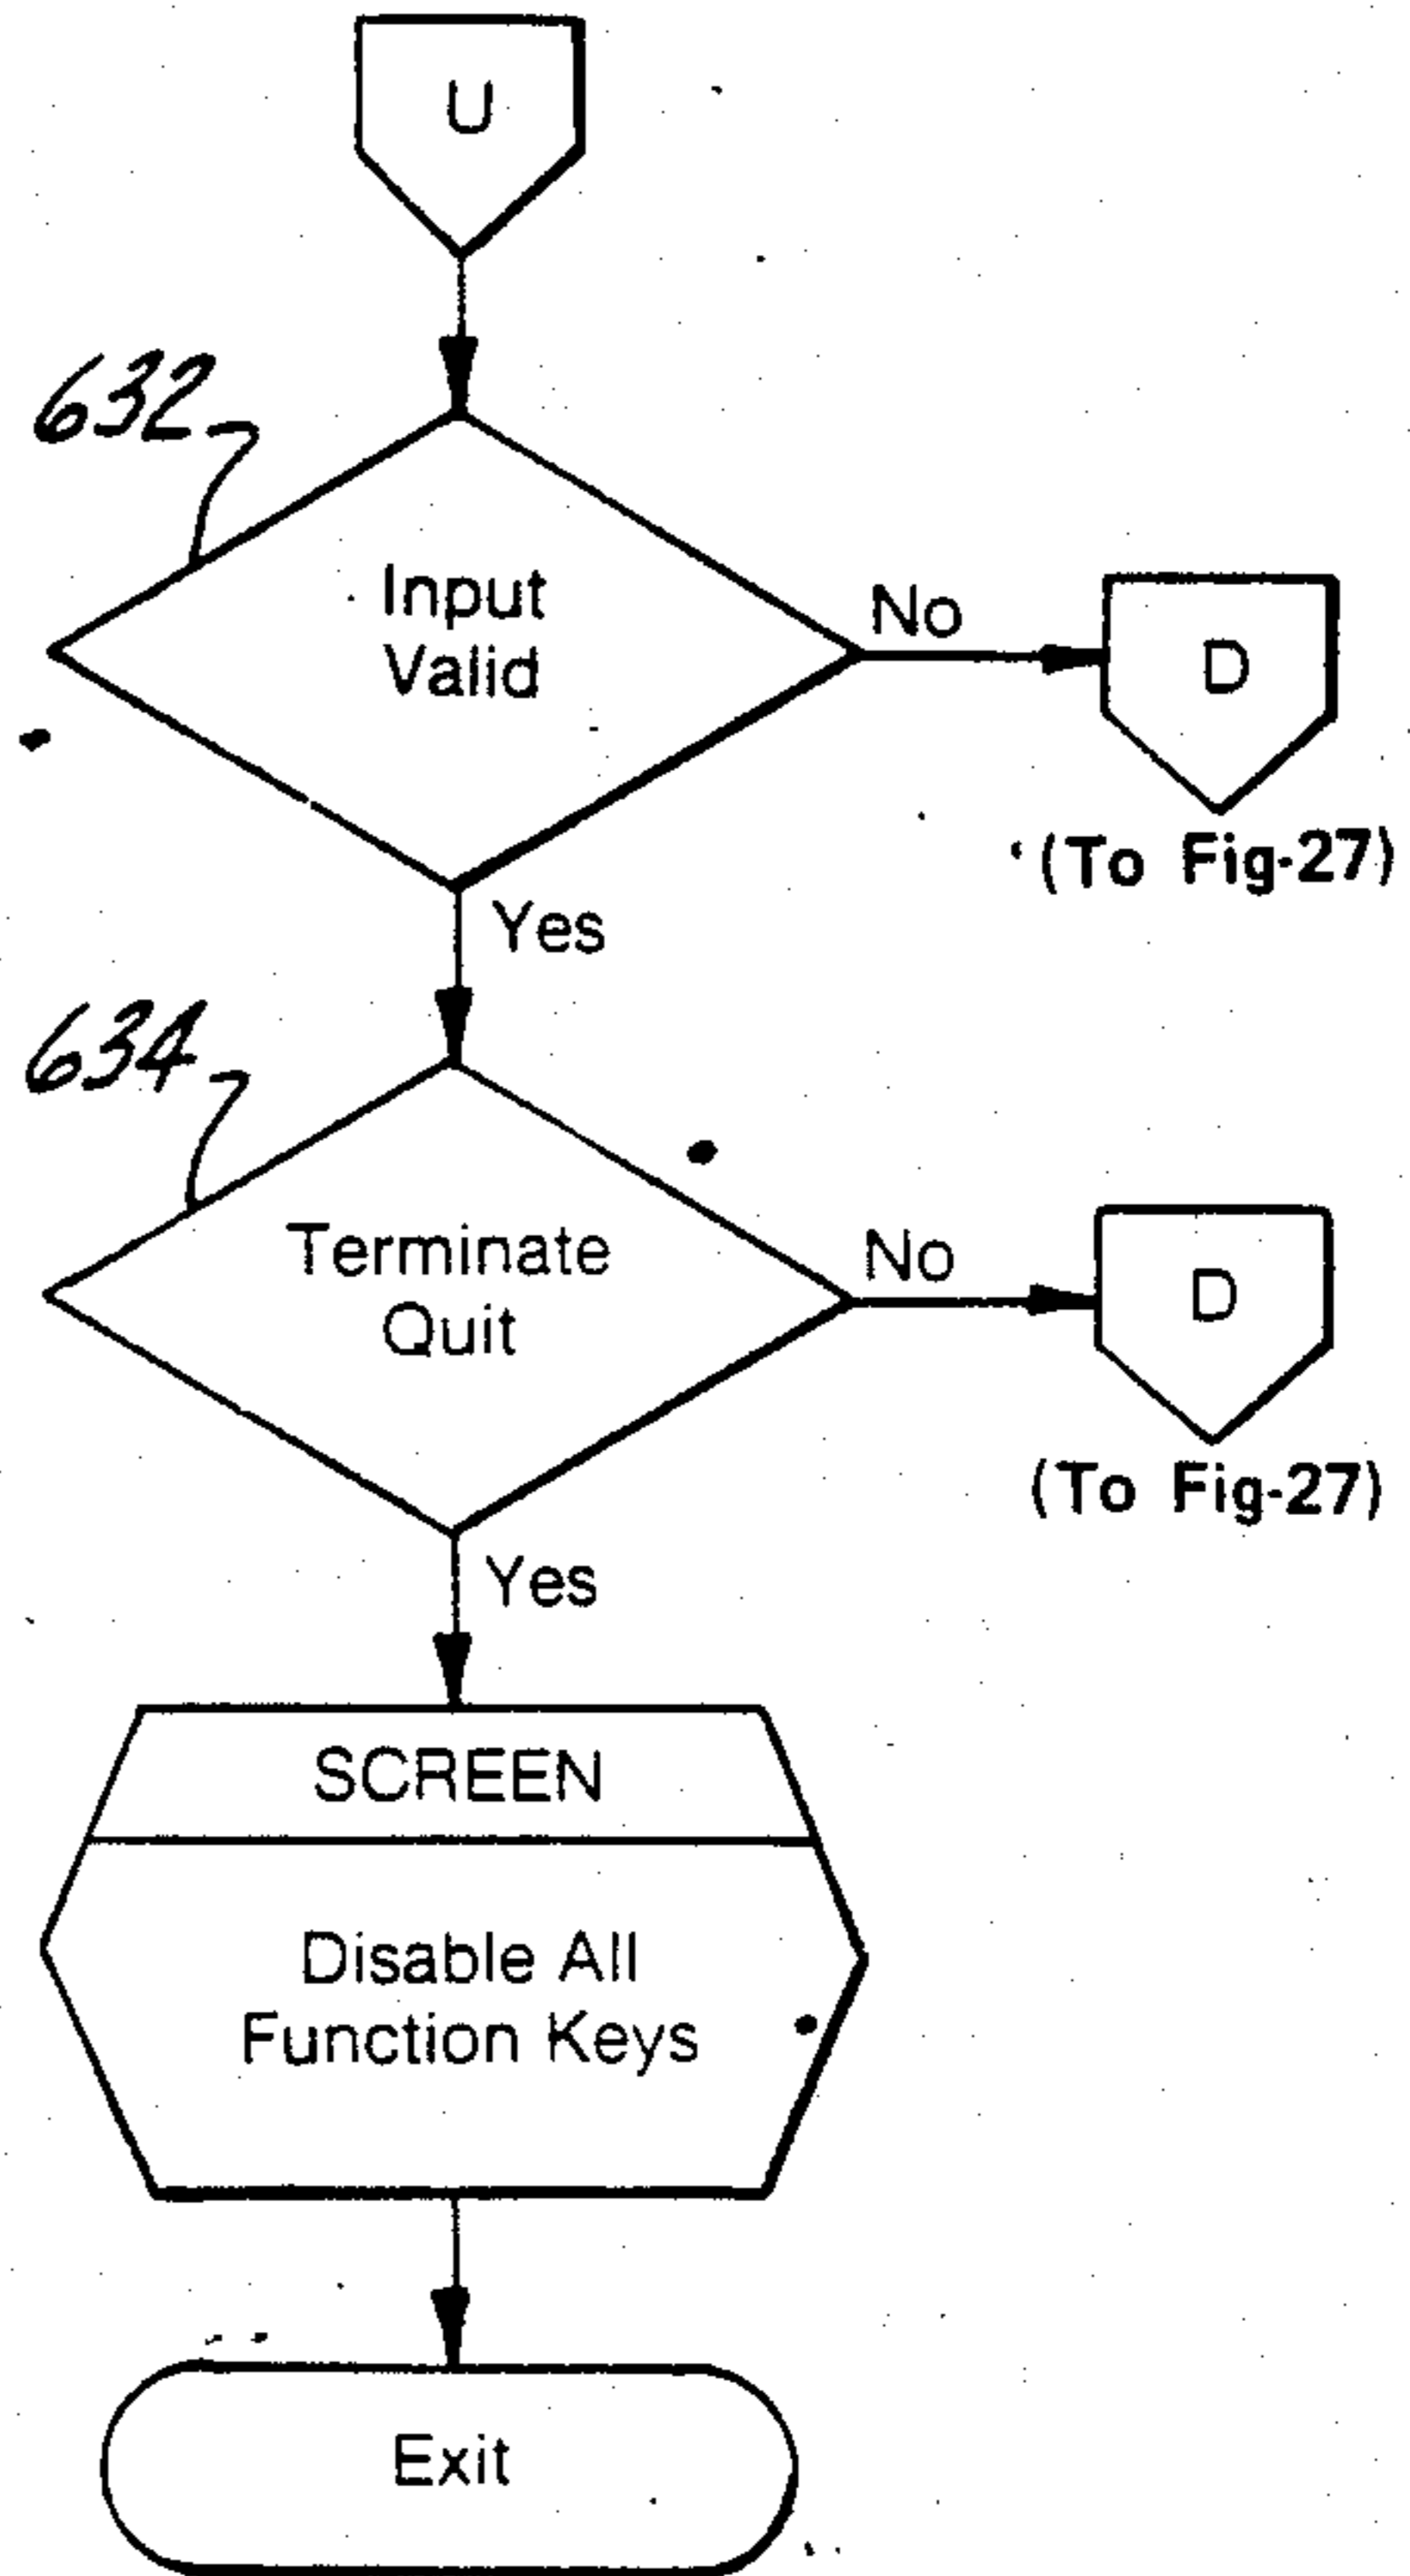 U
632
Input
Valid
No
D
(To Fig-27)
Yes
634
Terminate
Quit
No
D
(To Fig-27)
Yes
SCREEN
Disable All
Function Keys
Exit